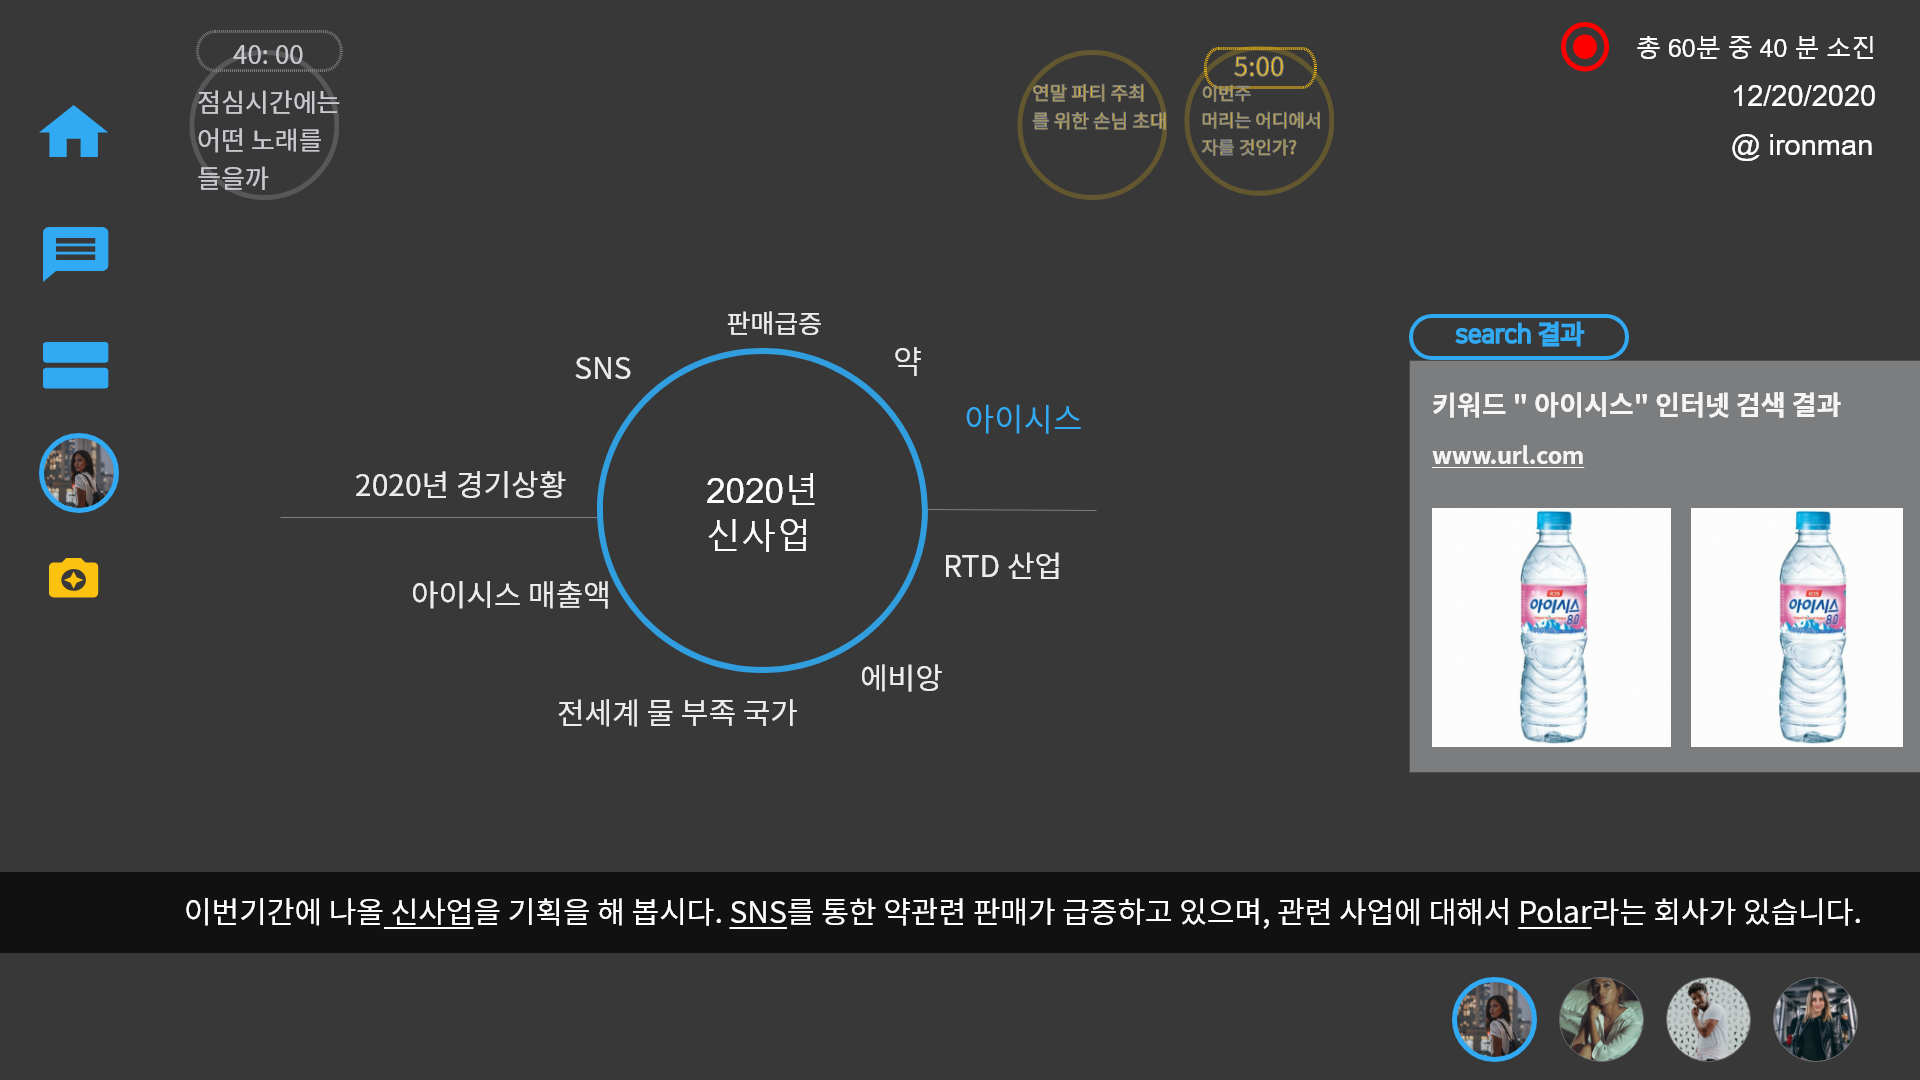 40: 00
점심시간에는
어떤 노래를
들을까
연말 파티 주최
를 위한 손님 초대
5:00
이번주
머리는 어디에서
자를 것인가?
총 60분 중 40 분 소진
12/20/2020
@ ironman
판매급증
SNS
약
아이시스
2020년 경기상황
2020년
신사업
RTD 산업
아이시스 매출액
에비앙
전세계 물 부족 국가
search 결과
키워드 " 아이시스" 인터넷 검색 결과
www.url.com
아이시스
8.0
아이시스
8.0
이번기간에 나올 신사업을 기획을 해 봅시다. SNS를 통한 약관련 판매가 급증하고 있으며, 관련 사업에 대해서 Polar라는 회사가 있습니다.